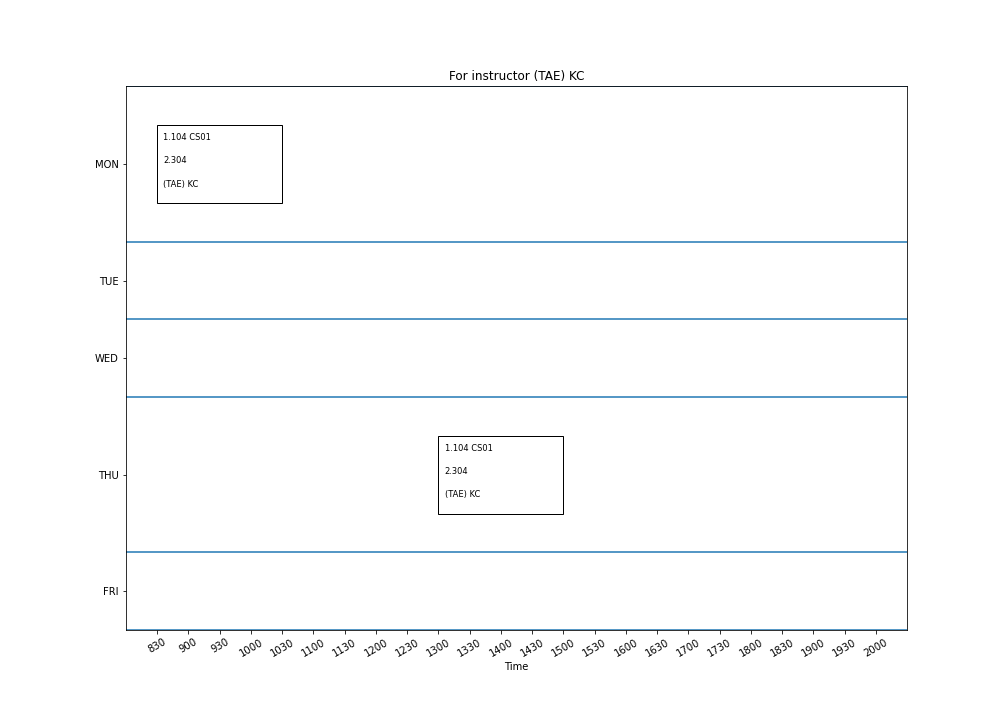 For instructor (TAE) KC
MON
1.104 CS01
2.304
(TAE) KC
TUE
WED
THU
1.104 CS01
2.304
(TAE) KC
FRI
830 900 930 1000 1030 1100 1130 1200 1230 1300 1330 1400 1430 1500 1530 1600 1630 1700 1730 1800 1830 1900 1930 2000
Time